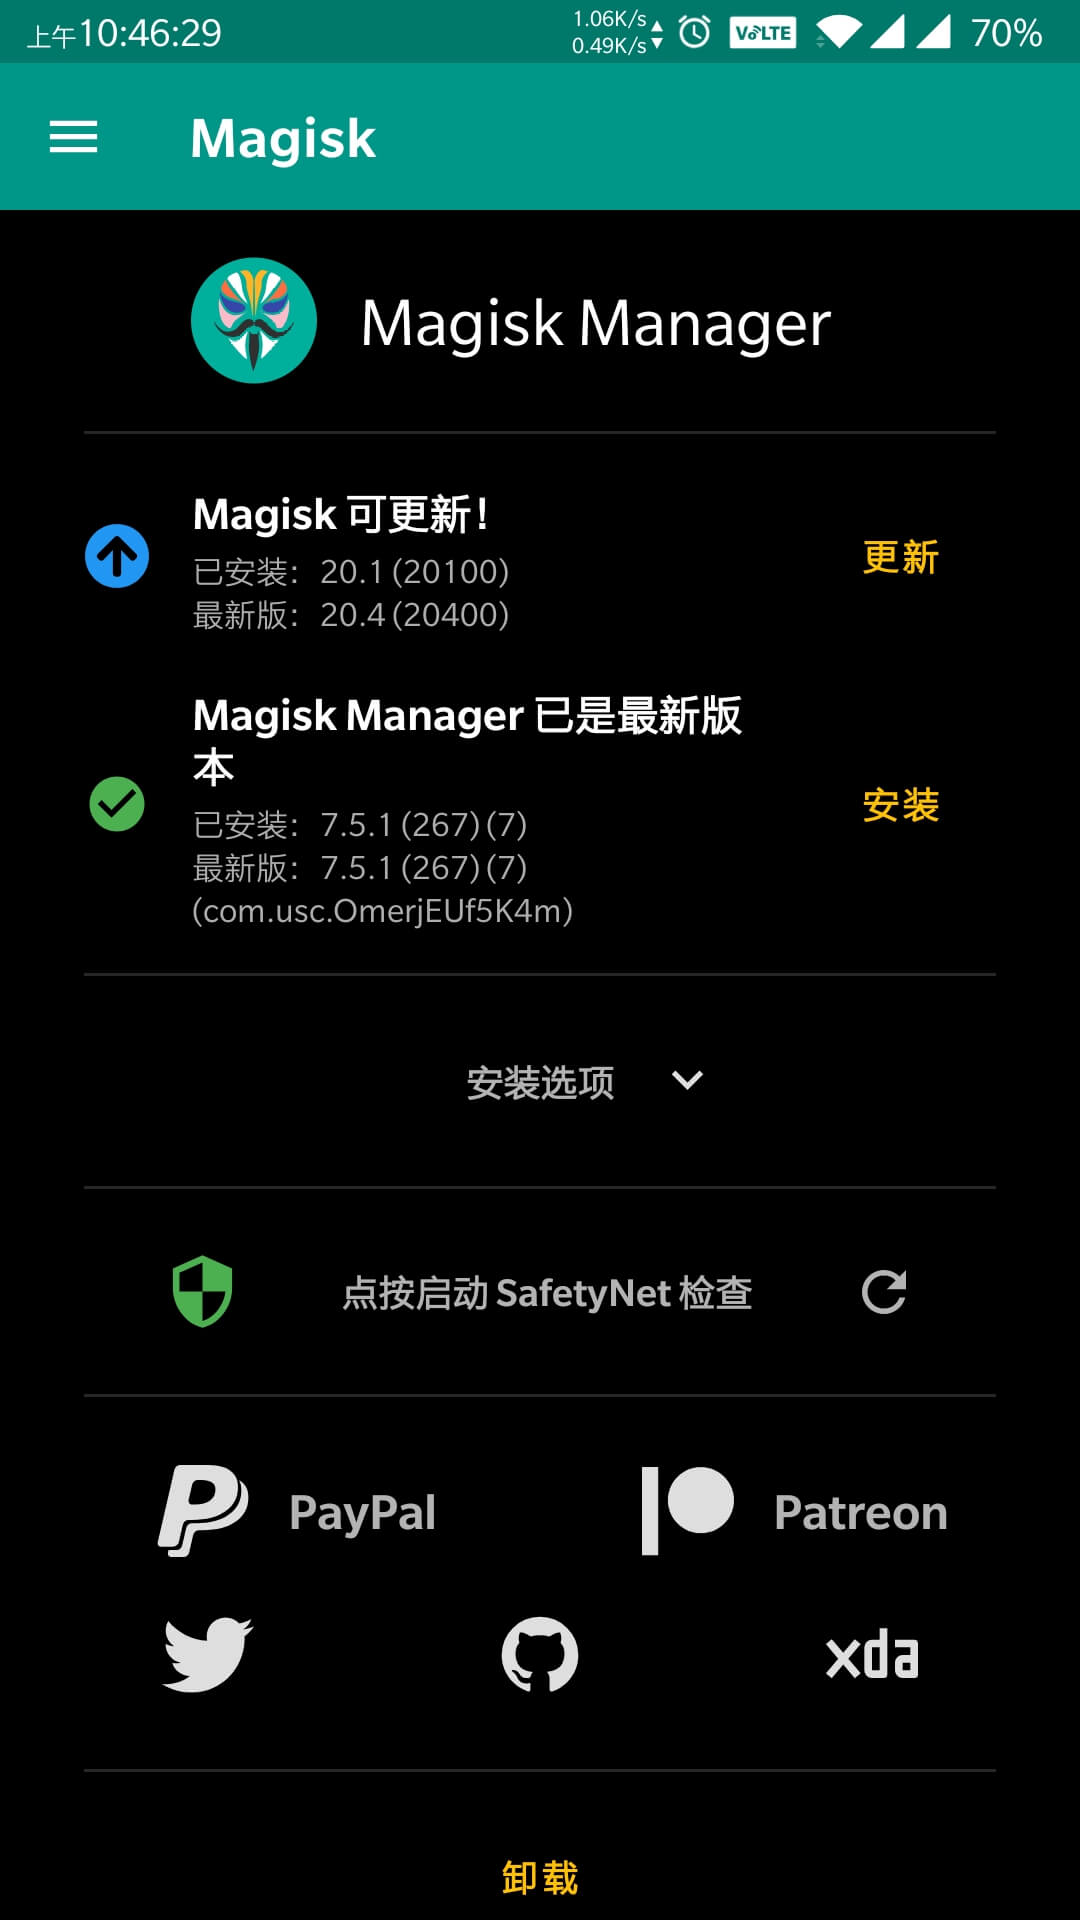 上午10:46:29
1.06K/s
0.49K/s
VoLTE
70%
Magisk
Magisk Manager
Magisk 可更新！
已安装：20.1 (20100)
最新版：20.4 (20400)
更新
Magisk Manager 已是最新版
本
已安装：7.5.1 (267) (7)
最新版：7.5.1 (267) (7)
(com.usc.OmerjEUf5K4m)
安装
安装选项
点按启动 SafetyNet 检查
PayPal
Patreon
xda
卸载